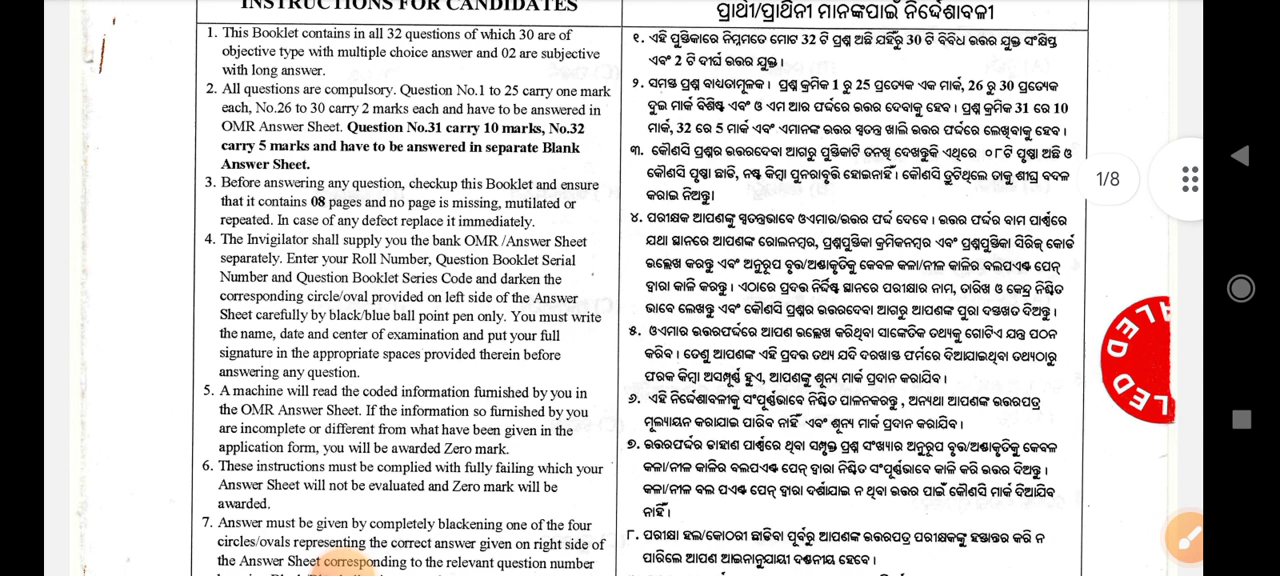 INSTRUCTIONS FOR CANDIDATES
1. This Booklet contains in all 32 questions of which 30 are of
objective type with multiple choice answer and 02 are subjective
with long answer.
2. All questions are compulsory. Question No.1 to 25 carry one mark
each, No.26 to 30 carry 2 marks each and have to be answered in
OMR Answer Sheet. Question No.31 carry 10 marks, No.32
carry 5 marks and have to be answered in separate Blank
Answer Sheet.
3. Before answering any question, checkup this Booklet and ensure
that it contains 08 pages and no page is missing, mutilated or
repeated. In case of any defect replace it immediately.
4. The Invigilator shall supply you the bank OMR /Answer Sheet
separately. Enter your Roll Number, Question Booklet Serial
Number and Question Booklet Series Code and darken the
corresponding circle/oval provided on left side of the Answer
Sheet carefully by black/blue ball point pen only. You must write
the name, date and center of examination and put your full
signature in the appropriate spaces provided therein before
answering any question.
5. A machine will read the coded information furnished by you in
the OMR Answer Sheet. If the information so furnished by you
are incomplete or different from what have been given in the
application form, you will be awarded Zero mark.
6. These instructions must be complied with fully failing which your
Answer Sheet will not be evaluated and Zero mark will be
awarded.
7. Answer must be given by completely blackening one of the four
circles/ovals representing the correct answer given on right side of
the Answer Sheet corresponding to the relevant question number
ପ୍ରାର୍ଥୀ/ପ୍ରାର୍ଥିନୀ ମାନଙ୍କପାଇଁ ନିର୍ଦ୍ଦେଶାବଳୀ
୧. ଏହି ପୁସ୍ତିକାରେ ନିମ୍ନମତେ ମୋଟ 32 ଟି ପ୍ରଶ୍ନ ଅଛି ଯହିଁରୁ 30 ଟି ବିବିଧ ଉତ୍ତର ଯୁକ୍ତ ସଂକ୍ଷିପ୍ତ
ଏବଂ 2 ଟି ଦୀର୍ଘ ଉତ୍ତର ଯୁକ୍ତ ।
୨. ସମସ୍ତ ପ୍ରଶ୍ନ ବାଧ୍ୟତାମୂଳକ । ପ୍ରଶ୍ନ କ୍ରମିକ 1 ରୁ 25 ପ୍ରତ୍ୟେକ ଏକ ମାର୍କ, 26 ରୁ 30 ପ୍ରତ୍ୟେକ
ଦୁଇ ମାର୍କ ବିଶିଷ୍ଟ ଏବଂ ଓ ଏମ ଆର ଫର୍ଦ୍ଦରେ ଉତ୍ତର ଦେବାକୁ ହେବ । ପ୍ରଶ୍ନ କ୍ରମିକ 31 ରେ 10
ମାର୍କ, 32 ରେ 5 ମାର୍କ ଏବଂ ଏମାନଙ୍କ ଉତ୍ତର ସ୍ୱତନ୍ତ୍ର ଖାଲି ଉତ୍ତର ଫର୍ଦ୍ଦରେ ଲେଖିବାକୁ ହେବ ।
୩. କୌଣସି ପ୍ରଶ୍ନର ଉତ୍ତରଦେବା ଆଗରୁ ପୁସ୍ତିକାଟି ତନଖି ଦେଖନ୍ତୁକି ଏଥିରେ ୦୮ଟି ପୃଷ୍ଠା ଅଛି ଓ
କୌଣସି ପୃଷ୍ଠା ଛାଡି, ନଷ୍ଟ କିମ୍ବା ପୁନରାବୃତ୍ତି ହୋଇନାହିଁ । କୌଣସି ତ୍ରୁଟିଥିଲେ ତାକୁ ଶୀଘ୍ର ବଦଳ
କରାଇ ନିଅନ୍ତୁ।
୪. ପରୀକ୍ଷକ ଆପଣଙ୍କୁ ସ୍ୱତନ୍ତ୍ରଭାବେ ଓଏମାର/ଉତ୍ତର ଫର୍ଦ୍ଦ ଦେବେ । ଉତ୍ତର ଫର୍ଦ୍ଦର ବାମ ପାର୍ଶ୍ୱରେ
ଯଥା ସ୍ଥାନରେ ଆପଣଙ୍କ ରୋଲନମ୍ବର, ପ୍ରଶ୍ନପୁସ୍ତିକା କ୍ରମିକନମ୍ବର ଏବଂ ପ୍ରଶ୍ନପୁସ୍ତିକା ସିରିଜ୍ କୋର୍ଡ
ଉଲ୍ଲେଖ କରନ୍ତୁ ଏବଂ ଅନୁରୂପ ବୃତ୍ତ/ଅଣ୍ଡାକୃତିକୁ କେବଳ କଳା/ନୀଳ କାଳିର ବଲପଏଣ୍ଟ ପେନ୍
ଦ୍ୱାରା କାଳି କରନ୍ତୁ । ଏଠାରେ ପ୍ରଦତ୍ତ ନିର୍ଦ୍ଦିଷ୍ଟ ସ୍ଥାନରେ ପରୀକ୍ଷାର ନାମ, ତାରିଖ ଓ କେନ୍ଦ୍ର ନିଶ୍ଚିତ
ଭାବେ ଲେଖନ୍ତୁ ଏବଂ କୌଣସି ପ୍ରଶ୍ନର ଉତ୍ତରଦେବା ଆଗରୁ ଆପଣଙ୍କ ପୁରା ଦସ୍ତଖତ ଦିଅନ୍ତୁ ।
୫. ଓଏମାର ଉତ୍ତରଫର୍ଦ୍ଦରେ ଆପଣ ଉଲ୍ଲେଖ କରିଥିବା ସାଙ୍କେତିକ ତଥ୍ୟକୁ ଗୋଟିଏ ଯନ୍ତ୍ର ପଠନ
କରିବ । ତେଣୁ ଆପଣଙ୍କ ଏହି ପ୍ରଦତ୍ତ ତଥ୍ୟ ଯଦି ଦରଖାସ୍ତ ଫର୍ମରେ ଦିଆଯାଇଥିବା ତଥ୍ୟଠାରୁ
ଫରକ କିମ୍ବା ଅସମ୍ପୂର୍ଣ୍ଣ ହୁଏ, ଆପଣଙ୍କୁ ଶୂନ୍ୟ ମାର୍କ ପ୍ରଦାନ କରାଯିବ ।
୬. ଏହି ନିର୍ଦ୍ଦେଶାବଳୀକୁ ସଂପୂର୍ଣ୍ଣଭାବେ ନିଶ୍ଚିତ ପାଳନକରନ୍ତୁ , ଅନ୍ୟଥା ଆପଣଙ୍କ ଉତ୍ତରପତ୍ର
ମୂଲ୍ୟାୟନ କରାଯାଇ ପାରିବ ନାହିଁ ଏବଂ ଶୂନ୍ୟ ମାର୍କ ପ୍ରଦାନ କରାଯିବ ।
୭. ଉତ୍ତରଫର୍ଦ୍ଦର ଡାହାଣ ପାର୍ଶ୍ୱରେ ଥିବା ସମ୍ପୃକ୍ତ ପ୍ରଶ୍ନ ସଂଖ୍ୟାର ଅନୁରୂପ ବୃତ୍ତ/ଅଣ୍ଡାକୃତିକୁ କେବଳ
କଳା/ନୀଳ କାଳିର ବଲପଏଣ୍ଟ ପେନ୍ ଦ୍ୱାରା ନିଶ୍ଚିତ ସଂପୂର୍ଣ୍ଣଭାବେ କାଳି କରି ଉତ୍ତର ଦିଅନ୍ତୁ ।
କଳା/ନୀଳ ବଲ ପଏଣ୍ଟ ପେନ୍ ଦ୍ୱାରା ଦର୍ଶାଯାଇ ନ ଥିବା ଉତ୍ତର ପାଇଁ କୌଣସି ମାର୍କ ଦିଆଯିବ
ନାହିଁ ।
୮. ପରୀକ୍ଷା ହଲ/କୋଠରୀ ଛାଡିବା ପୂର୍ବରୁ ଆପଣଙ୍କ ଉତ୍ତରପତ୍ର ପରୀକ୍ଷକଙ୍କୁ ହସ୍ତାନ୍ତର କରି ନ
ପାରିଲେ ଆପଣ ଆଇନାନୁଯାୟୀ ଦଣ୍ଡନୀୟ ହେବେ ।
1/8